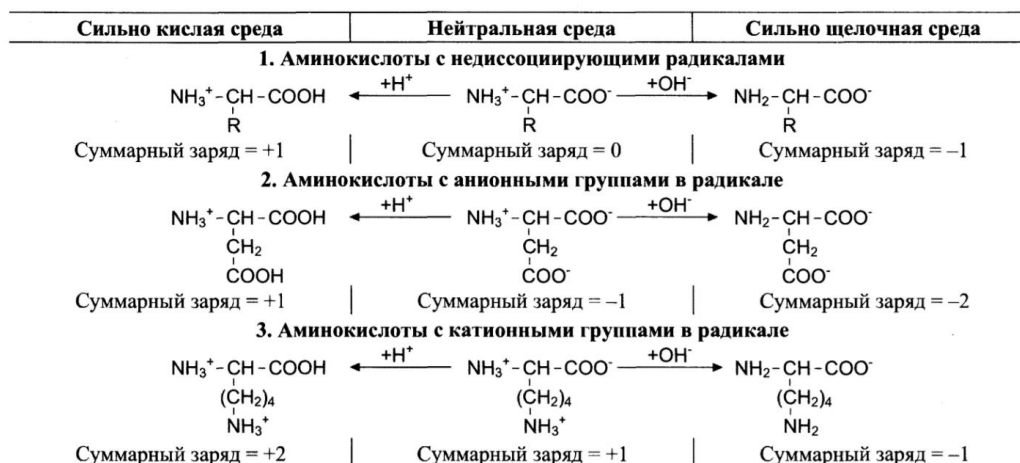 Сильно кислая среда Нейтральная среда Сильно щелочная среда
1. Аминокислоты с недиссоциирующими радикалами
+H⁺ +OH⁻
NH₃⁺-CH-COOH NH₃⁺-CH-COO⁻ NH₂-CH-COO⁻
R R R
Суммарный заряд = +1 Суммарный заряд = 0 Суммарный заряд = –1
2. Аминокислоты с анионными группами в радикале
+H⁺ +OH⁻
NH₃⁺-CH-COOH NH₃⁺-CH-COO⁻ NH₂-CH-COO⁻
CH₂ CH₂ CH₂
COOH COO⁻ COO⁻
Суммарный заряд = +1 Суммарный заряд = –1 Суммарный заряд = –2
3. Аминокислоты с катионными группами в радикале
+H⁺ +OH⁻
NH₃⁺-CH-COOH NH₃⁺-CH-COO⁻ NH₂-CH-COO⁻
(CH₂)₄ (CH₂)₄ (CH₂)₄
NH₃⁺ NH₃⁺ NH₂
Суммарный заряд = +2 Суммарный заряд = +1 Суммарный заряд = –1